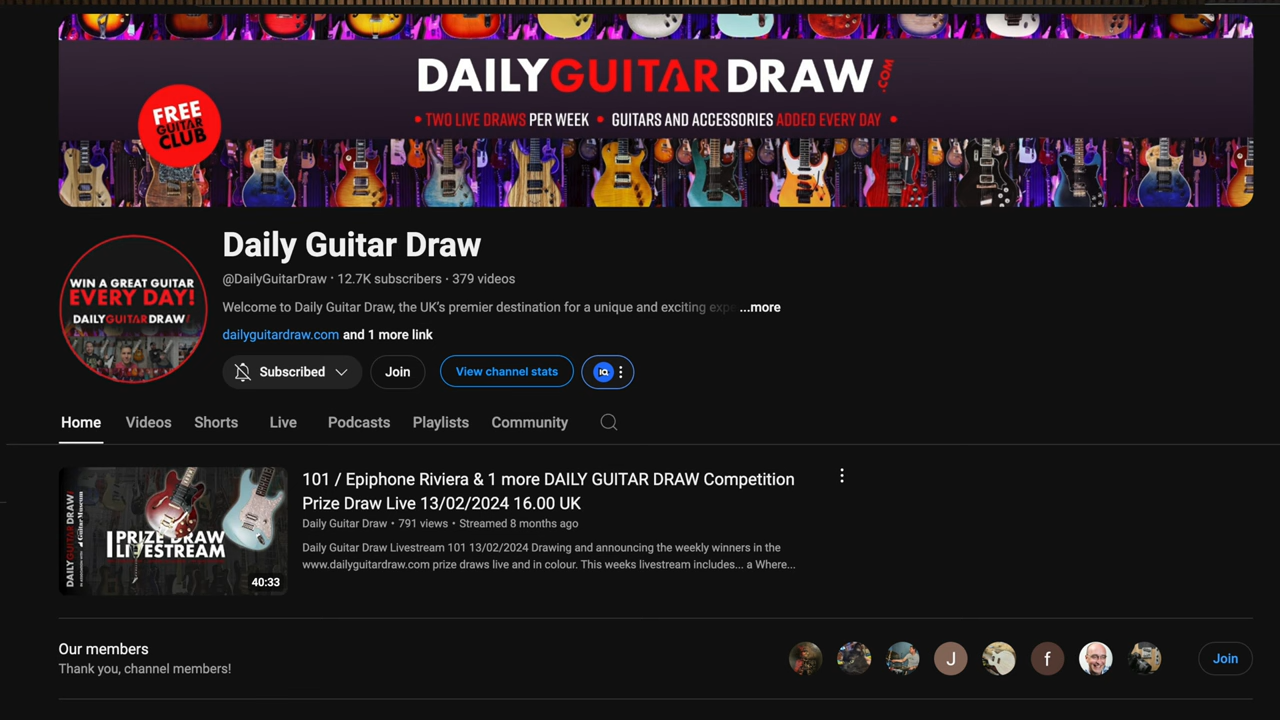 DAILYGUITARDRAW.COM
FREE
GUITAR
CLUB
• TWO LIVE DRAWS PER WEEK • GUITARS AND ACCESSORIES ADDED EVERY DAY •
WIN A GREAT GUITAR
EVERY DAY!
DAILYGUITARDRAW
Daily Guitar Draw
@DailyGuitarDraw · 12.7K subscribers · 379 videos
Welcome to Daily Guitar Draw, the UK's premier destination for a unique and exciting expe ...more
dailyguitardraw.com and 1 more link
Subscribed
Join
View channel stats
IQ
Home
Videos
Shorts
Live
Podcasts
Playlists
Community
DAILYGUITARDRAW
PRIZE DRAW
LIVESTREAM
40:33
101 / Epiphone Riviera & 1 more DAILY GUITAR DRAW Competition
Prize Draw Live 13/02/2024 16.00 UK
Daily Guitar Draw • 791 views • Streamed 8 months ago
Daily Guitar Draw Livestream 101 13/02/2024 Drawing and announcing the weekly winners in the
www.dailyguitardraw.com prize draws live and in colour. This weeks livestream includes... a Where...
Our members
Thank you, channel members!
J
f
Join